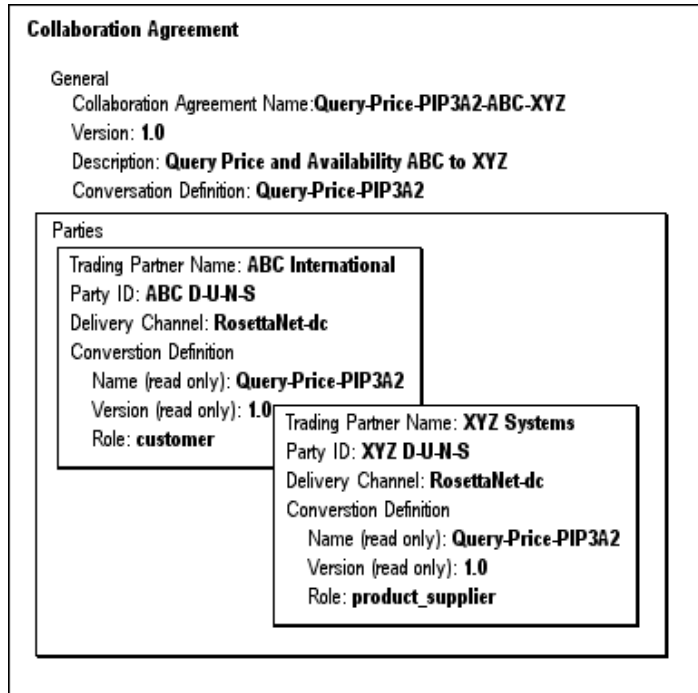 Collaboration Agreement
General
Collaboration Agreement Name:Query-Price-PIP3A2-ABC-XYZ
Version: 1.0
Description: Query Price and Availability ABC to XYZ
Conversation Definition: Query-Price-PIP3A2
Parties
Trading Partner Name: ABC International
Party ID: ABC D-U-N-S
Delivery Channel: RosettaNet-dc
Converstion Definition
Name (read only): Query-Price-PIP3A2
Version (read only): 1.0
Role: customer
Trading Partner Name: XYZ Systems
Party ID: XYZ D-U-N-S
Delivery Channel: RosettaNet-dc
Converstion Definition
Name (read only): Query-Price-PIP3A2
Version (read only): 1.0
Role: product_supplier